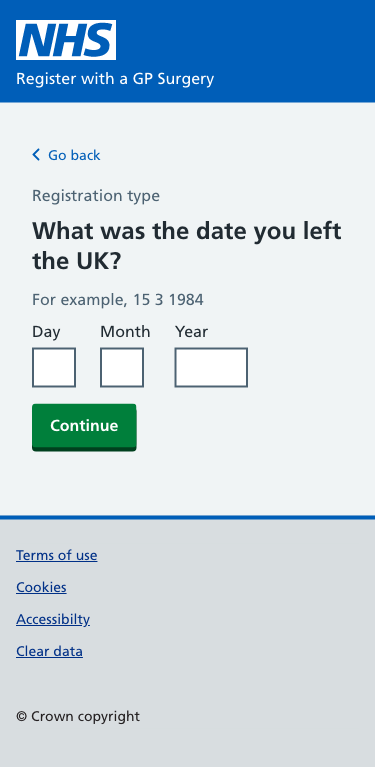 NHS
Register with a GP Surgery
Go back
Registration type
What was the date you left
the UK?
For example, 15 3 1984
Day Month Year
Continue
Terms of use
Cookies
Accessibilty
Clear data
© Crown copyright